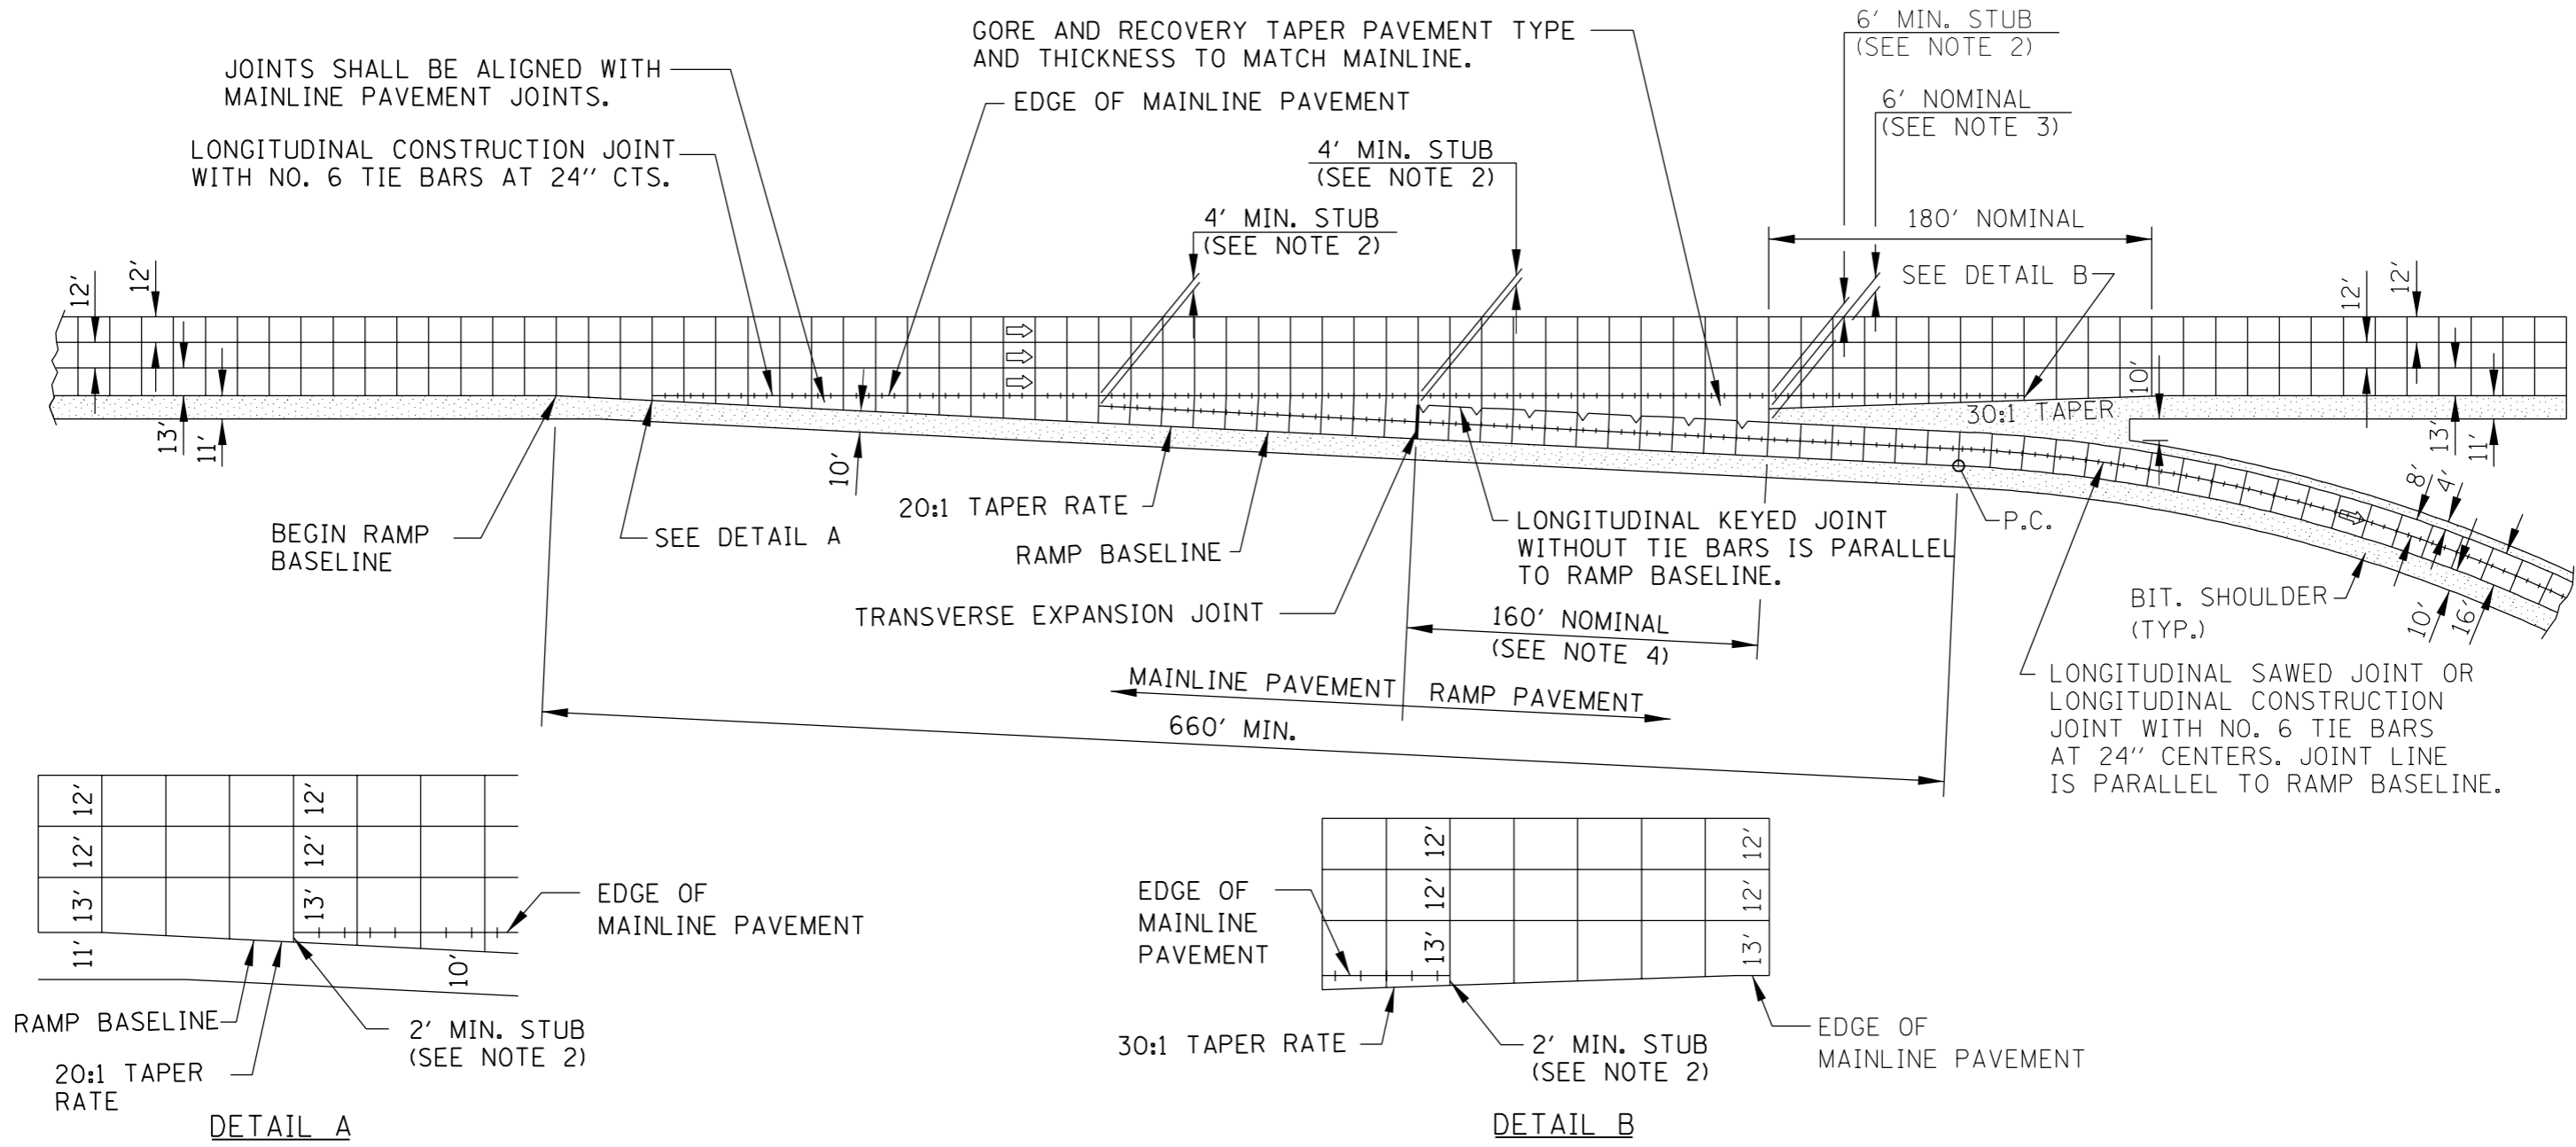 GORE AND RECOVERY TAPER PAVEMENT TYPE
AND THICKNESS TO MATCH MAINLINE.
6' MIN. STUB
(SEE NOTE 2)
JOINTS SHALL BE ALIGNED WITH
MAINLINE PAVEMENT JOINTS.
EDGE OF MAINLINE PAVEMENT
6' NOMINAL
(SEE NOTE 3)
LONGITUDINAL CONSTRUCTION JOINT
WITH NO. 6 TIE BARS AT 24" CTS.
4' MIN. STUB
(SEE NOTE 2)
4' MIN. STUB
(SEE NOTE 2)
180' NOMINAL
SEE DETAIL B
12'
12'
13'
11'
10'
12'
12'
10'
13'
11'
30:1 TAPER
20:1 TAPER RATE
BEGIN RAMP
BASELINE
SEE DETAIL A
RAMP BASELINE
LONGITUDINAL KEYED JOINT
WITHOUT TIE BARS IS PARALLEL
TO RAMP BASELINE.
P.C.
8'
4'
TRANSVERSE EXPANSION JOINT
160' NOMINAL
(SEE NOTE 4)
BIT. SHOULDER
(TYP.)
10'
16'
MAINLINE PAVEMENT
RAMP PAVEMENT
660' MIN.
LONGITUDINAL SAWED JOINT OR
LONGITUDINAL CONSTRUCTION
JOINT WITH NO. 6 TIE BARS
AT 24" CENTERS. JOINT LINE
IS PARALLEL TO RAMP BASELINE.
12'
12'
12'
12'
13'
13'
11'
10'
EDGE OF
MAINLINE PAVEMENT
RAMP BASELINE
20:1 TAPER
RATE
2' MIN. STUB
(SEE NOTE 2)
DETAIL A
12'
12'
12'
12'
13'
13'
EDGE OF
MAINLINE
PAVEMENT
30:1 TAPER RATE
2' MIN. STUB
(SEE NOTE 2)
EDGE OF
MAINLINE PAVEMENT
DETAIL B